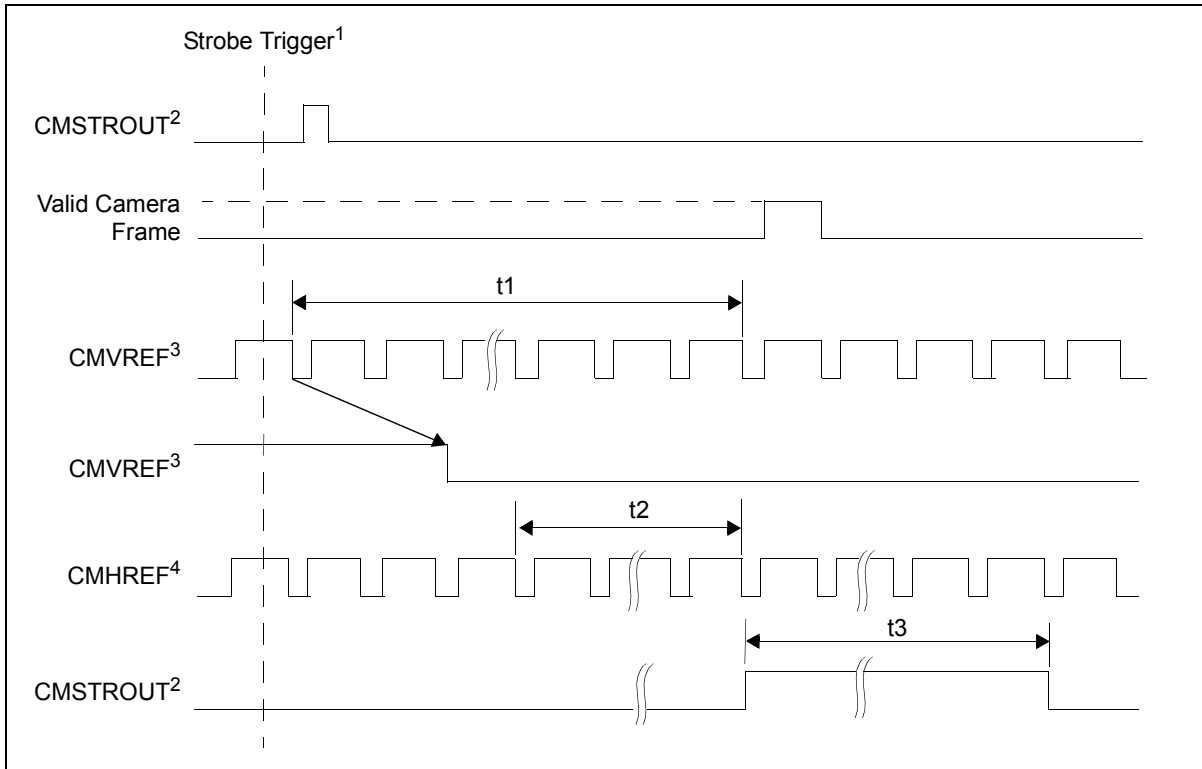 Strobe Trigger1
CMSTROUT2
Valid Camera
Frame
t1
CMVREF3
CMVREF3
t2
CMHREF4
t3
CMSTROUT2